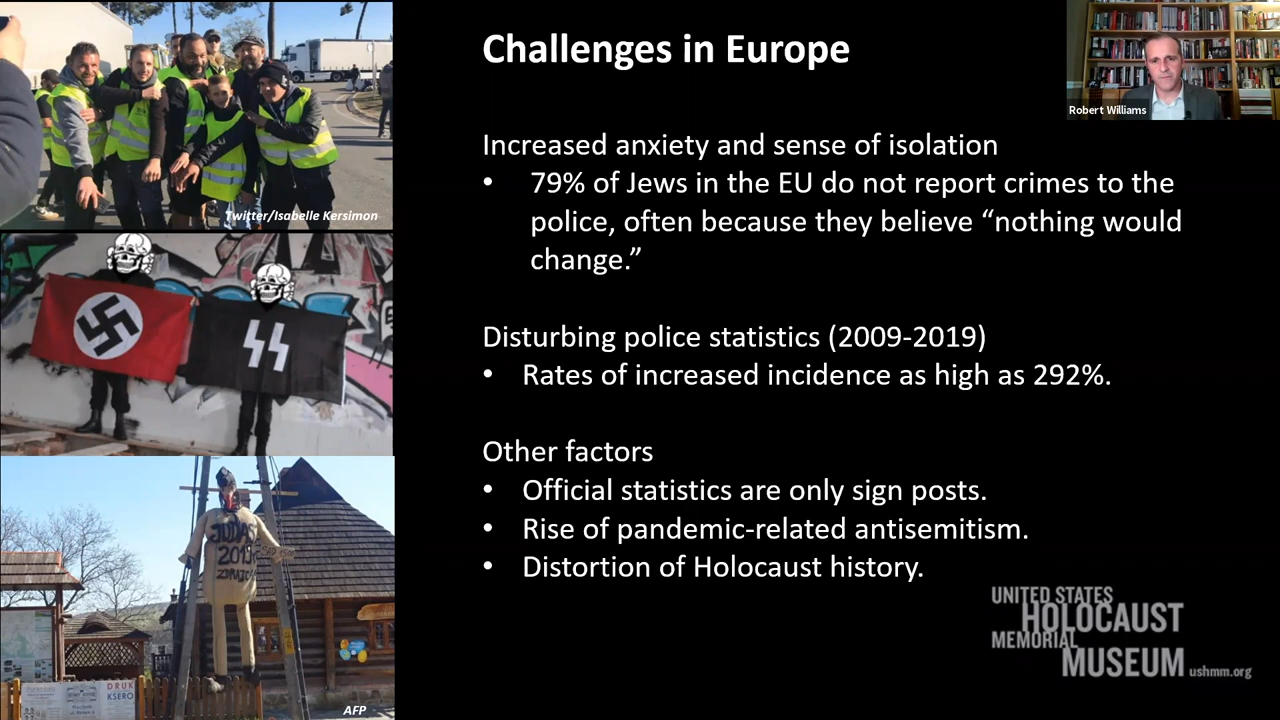 Challenges in Europe
Robert Williams
Increased anxiety and sense of isolation
• 79% of Jews in the EU do not report crimes to the
police, often because they believe “nothing would
change.”
Disturbing police statistics (2009-2019)
• Rates of increased incidence as high as 292%.
Other factors
• Official statistics are only sign posts.
• Rise of pandemic-related antisemitism.
• Distortion of Holocaust history.
Twitter/Isabelle Kersimon
JUDAS
2019
ZDRAJCA
DRUK
KSERO
AFP
UNITED STATES
HOLOCAUST
MEMORIAL
MUSEUM ushmm.org